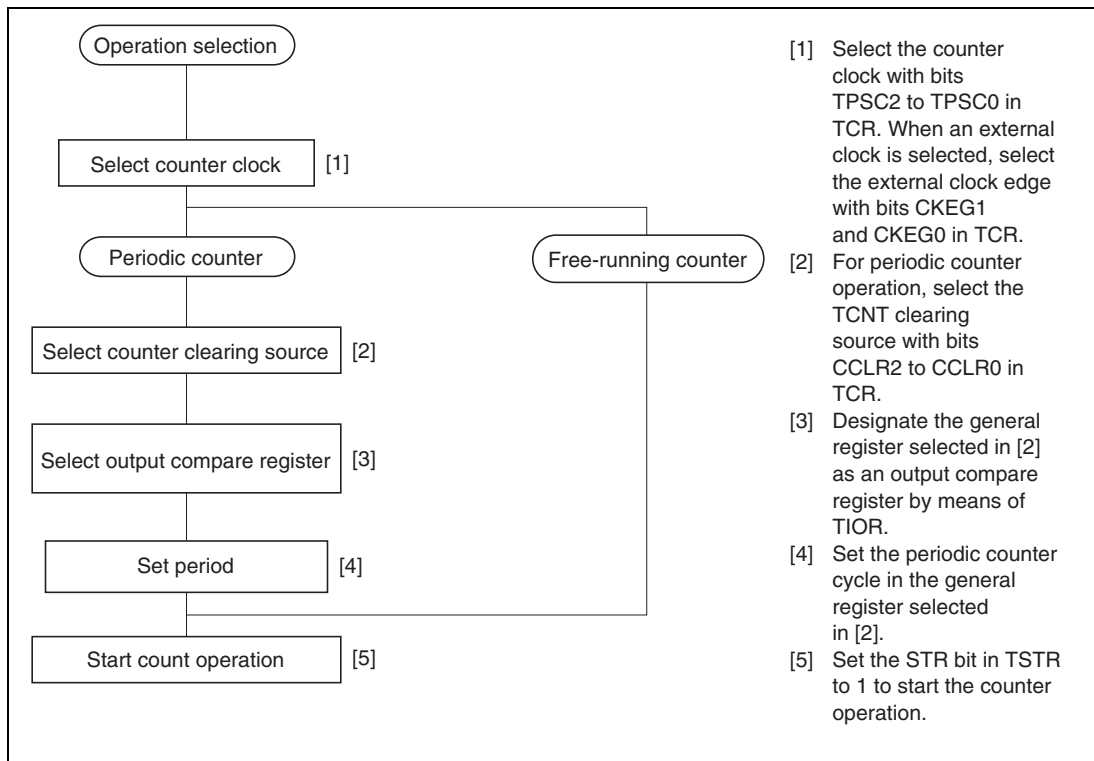 Operation selection
Select counter clock
[1]
Periodic counter
Free-running counter
Select counter clearing source
[2]
Select output compare register
[3]
Set period
[4]
Start count operation
[5]
[1] Select the counter
clock with bits
TPSC2 to TPSC0 in
TCR. When an external
clock is selected, select
the external clock edge
with bits CKEG1
and CKEG0 in TCR.
[2] For periodic counter
operation, select the
TCNT clearing
source with bits
CCLR2 to CCLR0 in
TCR.
[3] Designate the general
register selected in [2]
as an output compare
register by means of
TIOR.
[4] Set the periodic counter
cycle in the general
register selected
in [2].
[5] Set the STR bit in TSTR
to 1 to start the counter
operation.